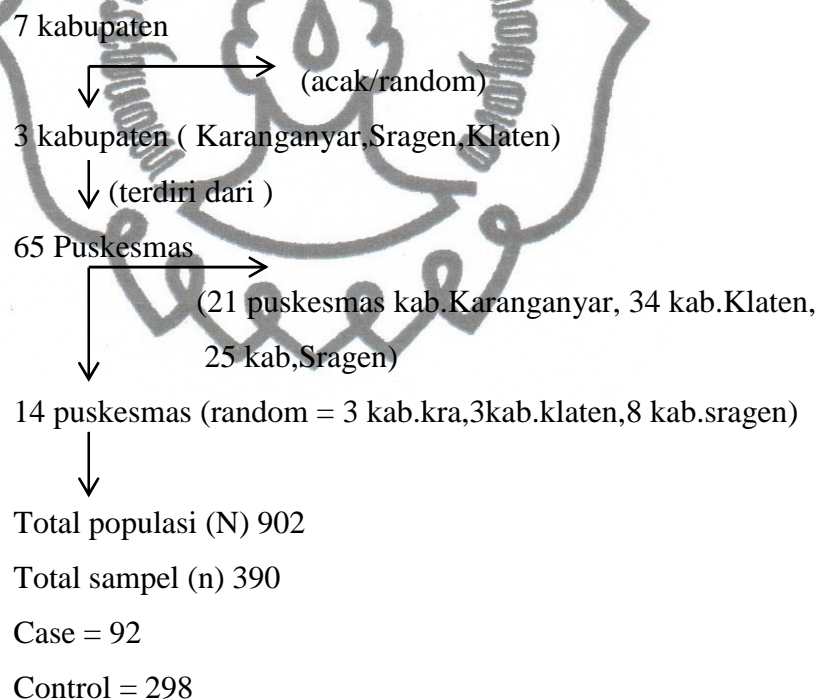 7 kabupaten
(acak/random)
3 kabupaten ( Karanganyar,Sragen,Klaten)
(terdiri dari )
65 Puskesmas
(21 puskesmas kab.Karanganyar, 34 kab.Klaten,
25 kab,Sragen)
14 puskesmas (random = 3 kab.kra,3kab.klaten,8 kab.sragen)
Total populasi (N) 902
Total sampel (n) 390
Case = 92
Control = 298